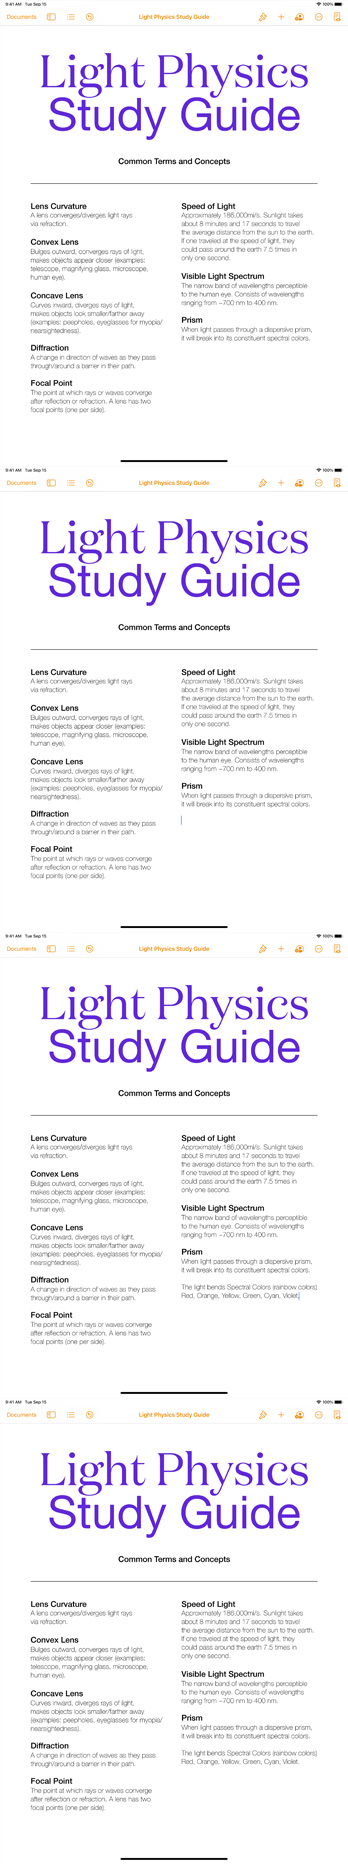 9:41 AM Tue Sep 15
100%
Documents
Light Physics Study Guide
Light Physics
Study Guide
Common Terms and Concepts
Lens Curvature
A lens converges/diverges light rays
via refraction.
Convex Lens
Bulges outward, converges rays of light,
makes objects appear closer (examples:
telescope, magnifying glass, microscope,
human eye).
Concave Lens
Curves inward, diverges rays of light,
makes objects look smaller/farther away
(examples: peepholes, eyeglasses for myopia/
nearsightedness).
Diffraction
A change in direction of waves as they pass
through/around a barrier in their path.
Focal Point
The point at which rays or waves converge
after reflection or refraction. A lens has two
focal points (one per side).
Speed of Light
Approximately 186,000mi/s. Sunlight takes
about 8 minutes and 17 seconds to travel
the average distance from the sun to the earth.
If one traveled at the speed of light, they
could pass around the earth 7.5 times in
only one second.
Visible Light Spectrum
The narrow band of wavelengths perceptible
to the human eye. Consists of wavelengths
ranging from ~700 nm to 400 nm.
Prism
When light passes through a dispersive prism,
it will break into its constituent spectral colors.
9:41 AM Tue Sep 15
100%
Documents
Light Physics Study Guide
Light Physics
Study Guide
Common Terms and Concepts
Lens Curvature
A lens converges/diverges light rays
via refraction.
Convex Lens
Bulges outward, converges rays of light,
makes objects appear closer (examples:
telescope, magnifying glass, microscope,
human eye).
Concave Lens
Curves inward, diverges rays of light,
makes objects look smaller/farther away
(examples: peepholes, eyeglasses for myopia/
nearsightedness).
Diffraction
A change in direction of waves as they pass
through/around a barrier in their path.
Focal Point
The point at which rays or waves converge
after reflection or refraction. A lens has two
focal points (one per side).
Speed of Light
Approximately 186,000mi/s. Sunlight takes
about 8 minutes and 17 seconds to travel
the average distance from the sun to the earth.
If one traveled at the speed of light, they
could pass around the earth 7.5 times in
only one second.
Visible Light Spectrum
The narrow band of wavelengths perceptible
to the human eye. Consists of wavelengths
ranging from ~700 nm to 400 nm.
Prism
When light passes through a dispersive prism,
it will break into its constituent spectral colors.
9:41 AM Tue Sep 15
100%
Documents
Light Physics Study Guide
Light Physics
Study Guide
Common Terms and Concepts
Lens Curvature
A lens converges/diverges light rays
via refraction.
Convex Lens
Bulges outward, converges rays of light,
makes objects appear closer (examples:
telescope, magnifying glass, microscope,
human eye).
Concave Lens
Curves inward, diverges rays of light,
makes objects look smaller/farther away
(examples: peepholes, eyeglasses for myopia/
nearsightedness).
Diffraction
A change in direction of waves as they pass
through/around a barrier in their path.
Focal Point
The point at which rays or waves converge
after reflection or refraction. A lens has two
focal points (one per side).
Speed of Light
Approximately 186,000mi/s. Sunlight takes
about 8 minutes and 17 seconds to travel
the average distance from the sun to the earth.
If one traveled at the speed of light, they
could pass around the earth 7.5 times in
only one second.
Visible Light Spectrum
The narrow band of wavelengths perceptible
to the human eye. Consists of wavelengths
ranging from ~700 nm to 400 nm.
Prism
When light passes through a dispersive prism,
it will break into its constituent spectral colors.
The light bends Spectral Colors (rainbow colors)
Red, Orange, Yellow, Green, Cyan, Violet.
9:41 AM Tue Sep 15
100%
Documents
Light Physics Study Guide
Light Physics
Study Guide
Common Terms and Concepts
Lens Curvature
A lens converges/diverges light rays
via refraction.
Convex Lens
Bulges outward, converges rays of light,
makes objects appear closer (examples:
telescope, magnifying glass, microscope,
human eye).
Concave Lens
Curves inward, diverges rays of light,
makes objects look smaller/farther away
(examples: peepholes, eyeglasses for myopia/
nearsightedness).
Diffraction
A change in direction of waves as they pass
through/around a barrier in their path.
Focal Point
The point at which rays or waves converge
after reflection or refraction. A lens has two
focal points (one per side).
Speed of Light
Approximately 186,000mi/s. Sunlight takes
about 8 minutes and 17 seconds to travel
the average distance from the sun to the earth.
If one traveled at the speed of light, they
could pass around the earth 7.5 times in
only one second.
Visible Light Spectrum
The narrow band of wavelengths perceptible
to the human eye. Consists of wavelengths
ranging from ~700 nm to 400 nm.
Prism
When light passes through a dispersive prism,
it will break into its constituent spectral colors.
The light bends Spectral Colors (rainbow colors)
Red, Orange, Yellow, Green, Cyan, Violet.